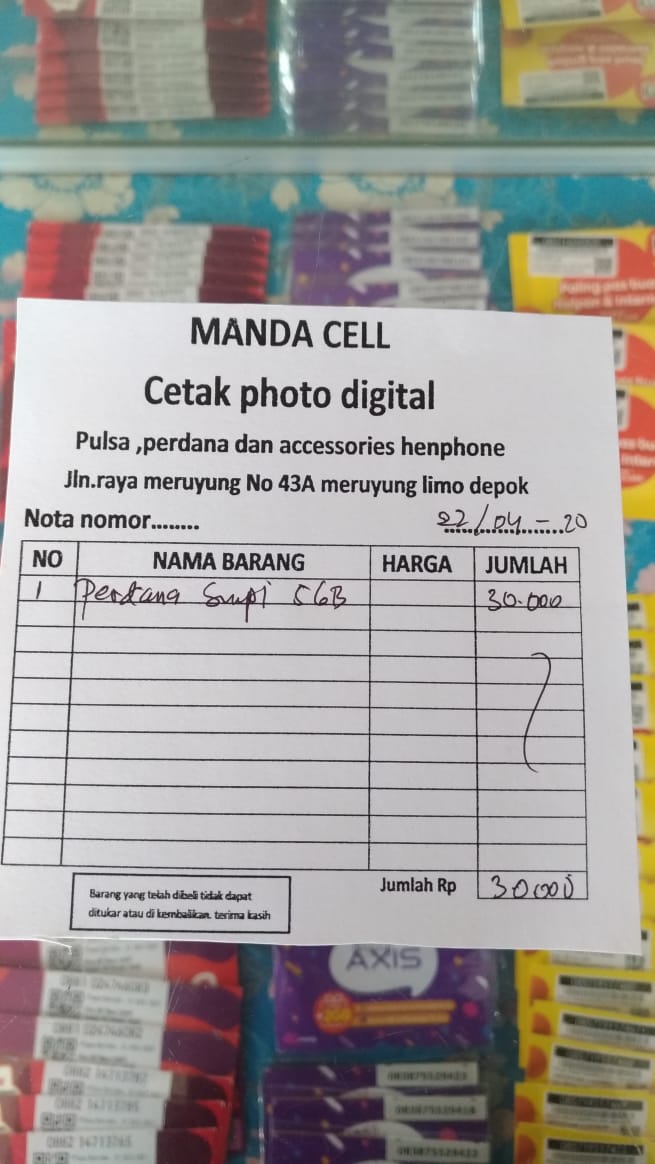 MANDA CELL
Cetak photo digital
Pulsa ,perdana dan accessories henphone
Jln.raya meruyung No 43A meruyung limo depok
Nota nomor........ 22/04-20
NO NAMA BARANG HARGA JUMLAH
1 Perdana Smpi 5GB 30.000
Jumlah Rp 30000
Barang yang telah dibeli tidak dapat
ditukar atau di kembalikan. terima kasih
AXIS